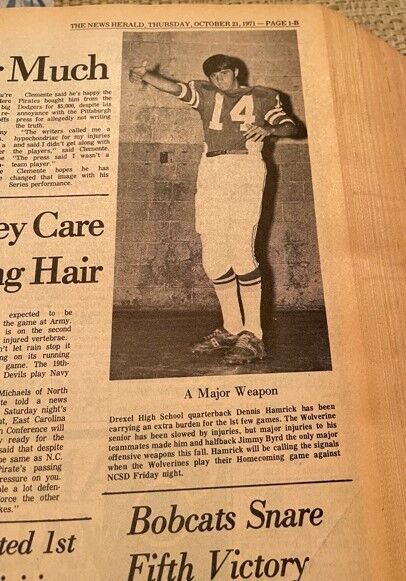 THE NEWS HERALD, THURSDAY, OCTOBER 21, 1971 — PAGE 1-B
Much
Clemente said he's happy the
Pirates bought him from the
Dodgers for $5,000, despite his
annoyance with the Pittsburgh
press for allegedly not writing
the truth.
"The writers called me a
hypochondriac for my injuries
and said I didn't get along with
the players," said Clemente.
"The press said I wasn't a
team player."
Clemente hopes he has
changed that image with his
Series performance.
ey Care
ng Hair
expected to be
the game at Army.
is on the second
injured vertebrae.
n't let rain stop it
ng on its running
game. The 19th-
Devils play Navy
Michaels of North
te told a news
Saturday night's
st, East Carolina
n Conference will
y ready for the
said that despite
be same as N.C.
Pirate's passing
pressure on you.
ple a lot defen-
force the other
kes."
ted 1st
. . . .
14
A Major Weapon
Drexel High School quarterback Dennis Hamrick has been
carrying an extra burden for the lst few games. The Wolverine
senior has been slowed by injuries, but major injuries to his
teammates made him and halfback Jimmy Byrd the only major
offensive weapons this fall. Hamrick will be calling the signals
when the Wolverines play their Homecoming game against
NCSD Friday night.
Bobcats Snare
Fifth Victory